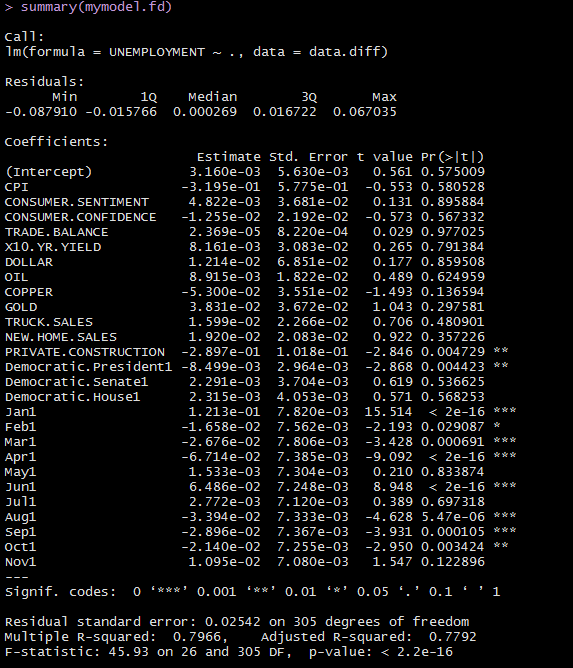 > summary(mymodel.fd)
Call:
lm(formula = UNEMPLOYMENT ~ ., data = data.diff)
Residuals:
Min 1Q Median 3Q Max
-0.087910 -0.015766 0.000269 0.016722 0.067035
Coefficients:
Estimate Std. Error t value Pr(>|t|)
(Intercept) 3.160e-03 5.630e-03 0.561 0.575009
CPI -3.195e-01 5.775e-01 -0.553 0.580528
CONSUMER.SENTIMENT 4.822e-03 3.681e-02 0.131 0.895884
CONSUMER.CONFIDENCE -1.255e-02 2.192e-02 -0.573 0.567332
TRADE.BALANCE 2.369e-05 8.220e-04 0.029 0.977025
X10.YR.YIELD 8.161e-03 3.083e-02 0.265 0.791384
DOLLAR 1.214e-02 6.851e-02 0.177 0.859508
OIL 8.915e-03 1.822e-02 0.489 0.624959
COPPER -5.300e-02 3.551e-02 -1.493 0.136594
GOLD 3.831e-02 3.672e-02 1.043 0.297581
TRUCK.SALES 1.599e-02 2.266e-02 0.706 0.480901
NEW.HOME.SALES 1.920e-02 2.083e-02 0.922 0.357226
PRIVATE.CONSTRUCTION -2.897e-01 1.018e-01 -2.846 0.004729 **
Democratic.President1 -8.499e-03 2.964e-03 -2.868 0.004423 **
Democratic.Senate1 2.291e-03 3.704e-03 0.619 0.536625
Democratic.House1 2.315e-03 4.053e-03 0.571 0.568253
Jan1 1.213e-01 7.820e-03 15.514 < 2e-16 ***
Feb1 -1.658e-02 7.562e-03 -2.193 0.029087 *
Mar1 -2.676e-02 7.806e-03 -3.428 0.000691 ***
Apr1 -6.714e-02 7.385e-03 -9.092 < 2e-16 ***
May1 1.533e-03 7.304e-03 0.210 0.833874
Jun1 6.486e-02 7.248e-03 8.948 < 2e-16 ***
Jul1 2.772e-03 7.120e-03 0.389 0.697318
Aug1 -3.394e-02 7.333e-03 -4.628 5.47e-06 ***
Sep1 -2.896e-02 7.367e-03 -3.931 0.000105 ***
Oct1 -2.140e-02 7.255e-03 -2.950 0.003424 **
Nov1 1.095e-02 7.080e-03 1.547 0.122896
---
Signif. codes: 0 ‘***’ 0.001 ‘**’ 0.01 ‘*’ 0.05 ‘.’ 0.1 ‘ ’ 1
Residual standard error: 0.02542 on 305 degrees of freedom
Multiple R-squared: 0.7966, Adjusted R-squared: 0.7792
F-statistic: 45.93 on 26 and 305 DF, p-value: < 2.2e-16